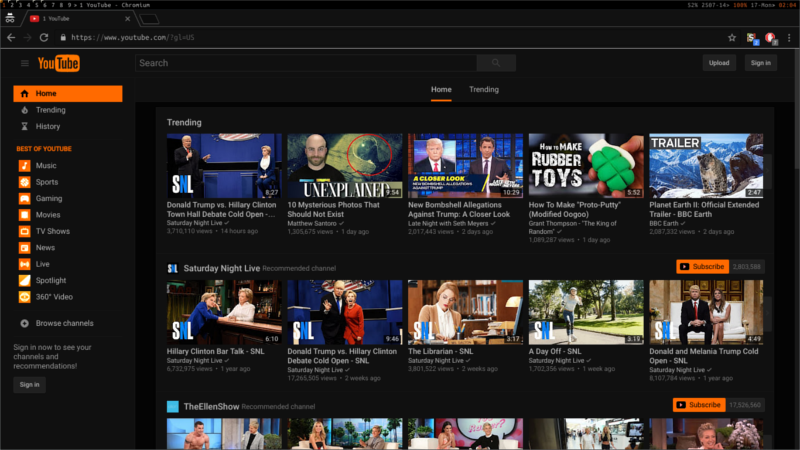 1 2 3 4 5 6 7 8 9 + 1 YouTube - Chromium
100% 17-Mon 02:04
1 YouTube
https://www.youtube.com/?gl=US
YouTube
Search
Upload
Sign in
Home
Trending
Home
Trending
History
BEST OF YOUTUBE
Music
Sports
Gaming
Movies
TV Shows
News
Live
Spotlight
360° Video
Browse channels
Sign in now to see your
channels and
recommendations!
Sign in
Trending
SNL
8:27
Donald Trump vs. Hillary Clinton
Town Hall Debate Cold Open - ...
Saturday Night Live
3,710,110 views • 14 hours ago
UNEXPLAINED
9:54
10 Mysterious Photos That
Should Not Exist
Matthew Santoro
1,305,675 views • 1 day ago
A CLOSER LOOK
NEW BOMBSHELL ALLEGATIONS
AGAINST TRUMP
10:29
New Bombshell Allegations
Against Trump: A Closer Look
Late Night with Seth Meyers
2,017,443 views • 2 days ago
HOW TO MAKE
RUBBER
TOYS
5:52
How To Make "Proto-Putty"
(Modified Oogoo)
Grant Thompson - "The King of
Random"
1,089,287 views • 1 day ago
TRAILER
2:47
Planet Earth II: Official Extended
Trailer - BBC Earth
BBC Earth
2,087,332 views • 2 days ago
SNL
Saturday Night Live Recommended channel
Subscribe
3,803,588
SNL
6:10
Hillary Clinton Bar Talk - SNL
Saturday Night Live
6,732,975 views • 1 year ago
SNL
9:46
Donald Trump vs. Hillary Clinton
Debate Cold Open - SNL
Saturday Night Live
17,265,505 views • 2 weeks ago
SNL
3:17
The Librarian - SNL
Saturday Night Live
3,801,522 views • 2 weeks ago
SNL
3:19
A Day Off - SNL
Saturday Night Live
1,702,356 views • 1 week ago
SNL
4:49
Donald and Melania Trump Cold
Open - SNL
Saturday Night Live
8,107,784 views • 1 year ago
TheEllenShow Recommended channel
Subscribe
17,526,560